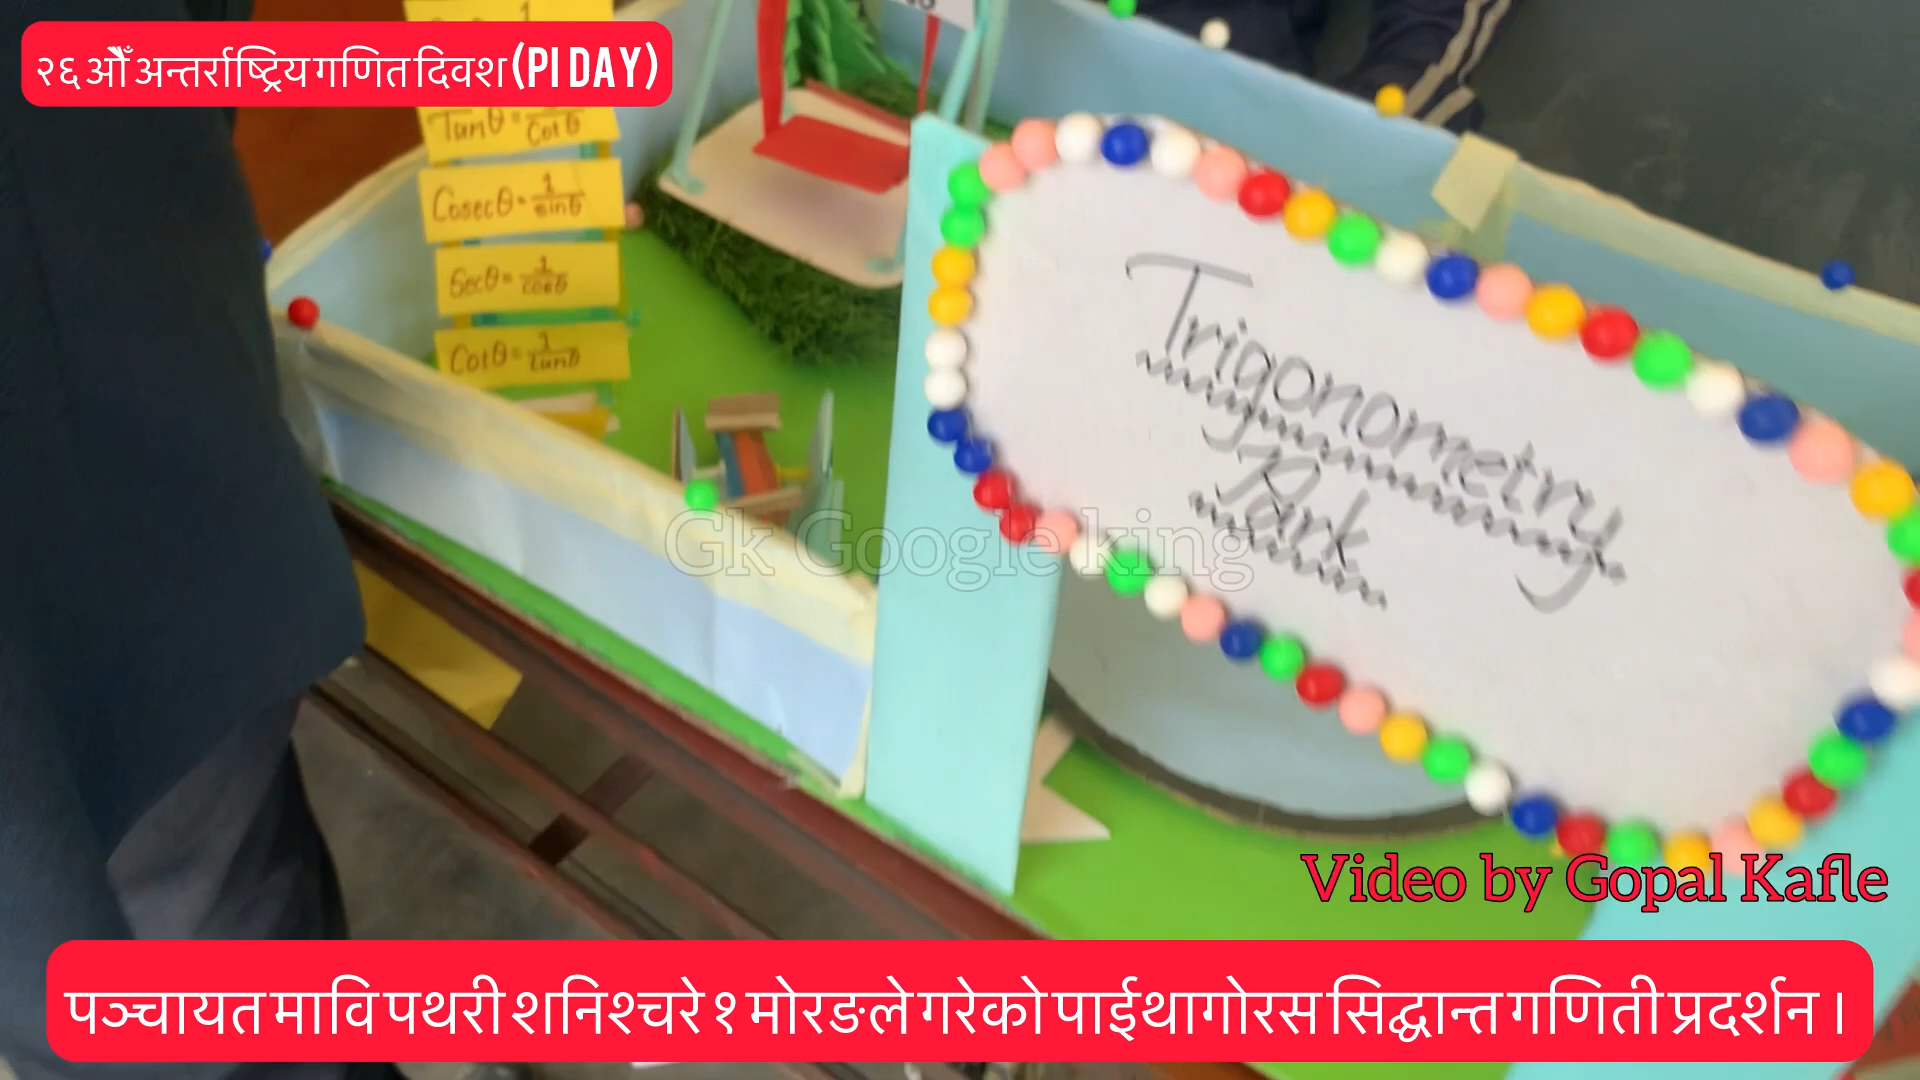 २६ औँ अन्तर्राष्ट्रिय गणित दिवश (PI DAY)
Tanθ = 1/Cotθ
Cosecθ = 1/sinθ
Secθ = 1/cosθ
Cotθ = 1/tanθ
Trigonometry
Park
Gk Google king
Video by Gopal Kafle
पञ्चायत मावि पथरी शनिश्चरे १ मोरङले गरेको पाईथागोरस सिद्धान्त गणिती प्रदर्शन ।